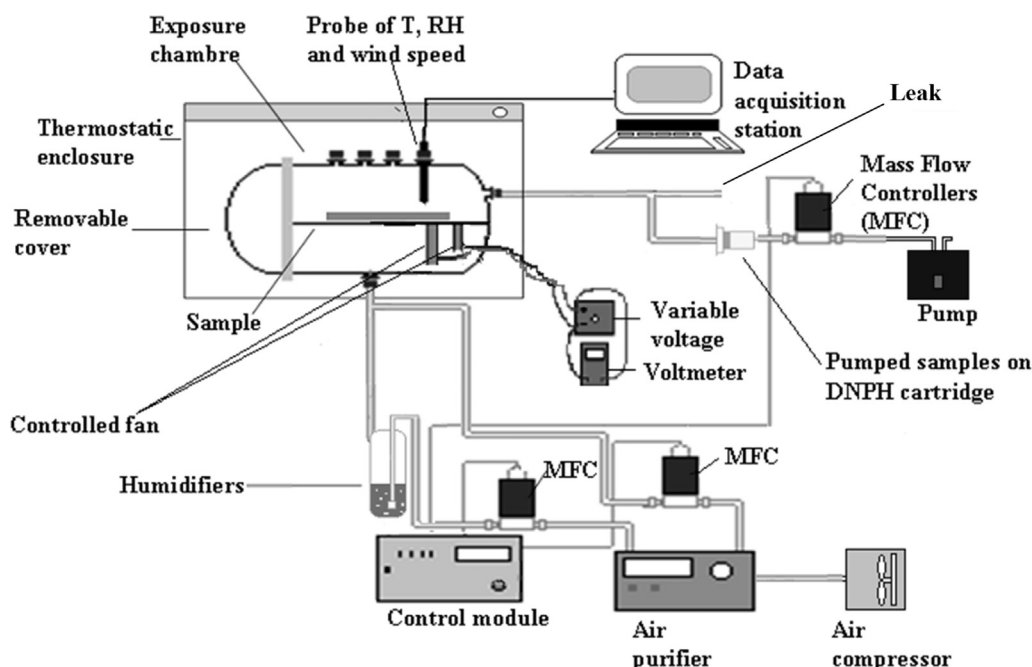 Exposure
chambre
Probe of T, RH
and wind speed
Data
acquisition
station
Leak
Thermostatic
enclosure
Mass Flow
Controllers
(MFC)
Removable
cover
Sample
Variable
voltage
Voltmeter
Pump
Pumped samples on
DNPH cartridge
Controlled fan
Humidifiers
MFC
MFC
Control module
Air
purifier
Air
compressor